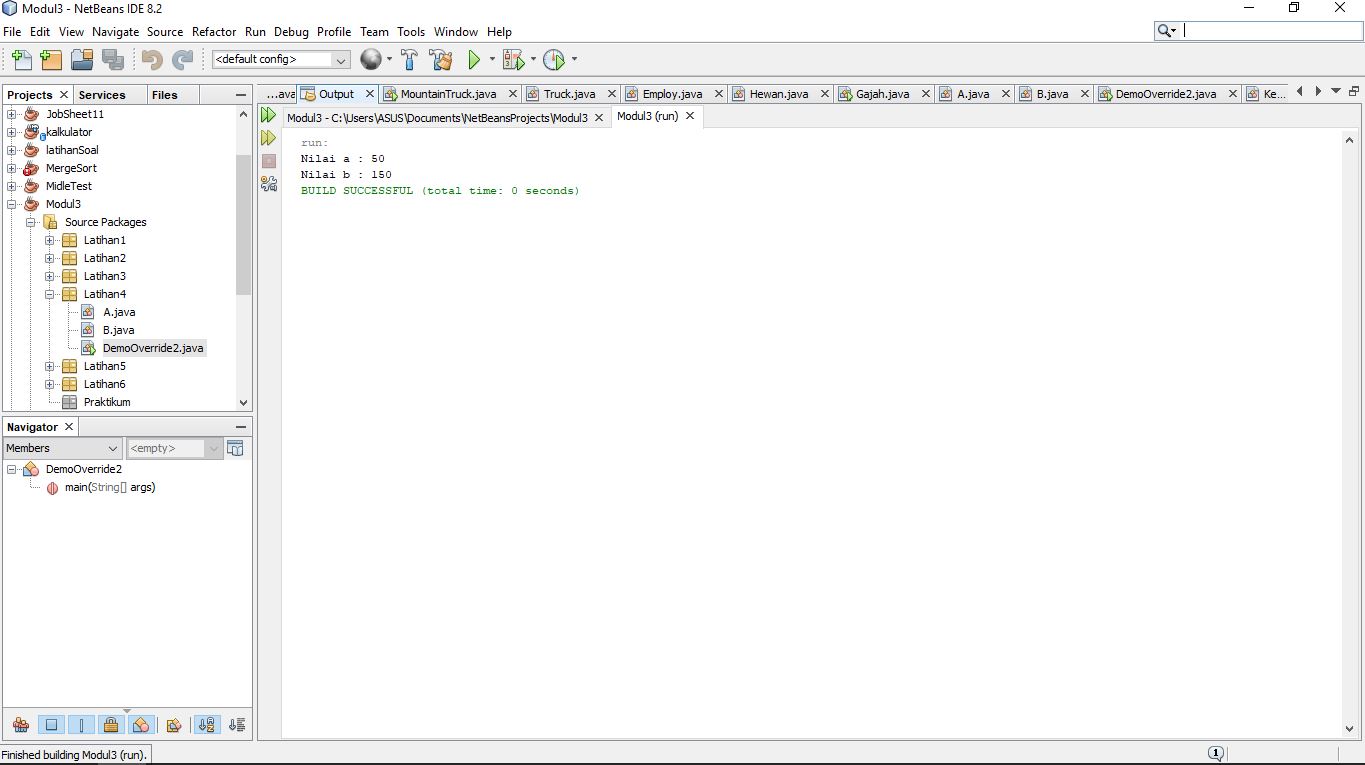 Modul3 - NetBeans IDE 8.2
File Edit View Navigate Source Refactor Run Debug Profile Team Tools Window Help
<default config>
Projects Services Files
...ava Output MountainTruck.java Truck.java Employ.java Hewan.java Gajah.java A.java B.java DemoOverride2.java Ke...
Modul3 - C:\Users\ASUS\Documents\NetBeansProjects\Modul3 Modul3 (run)
JobSheet11
kalkulator
latihanSoal
MergeSort
MidleTest
Modul3
Source Packages
Latihan1
Latihan2
Latihan3
Latihan4
A.java
B.java
DemoOverride2.java
Latihan5
Latihan6
Praktikum
run:
Nilai a : 50
Nilai b : 150
BUILD SUCCESSFUL (total time: 0 seconds)
Navigator
Members <empty>
DemoOverride2
main(String[] args)
Finished building Modul3 (run).
1